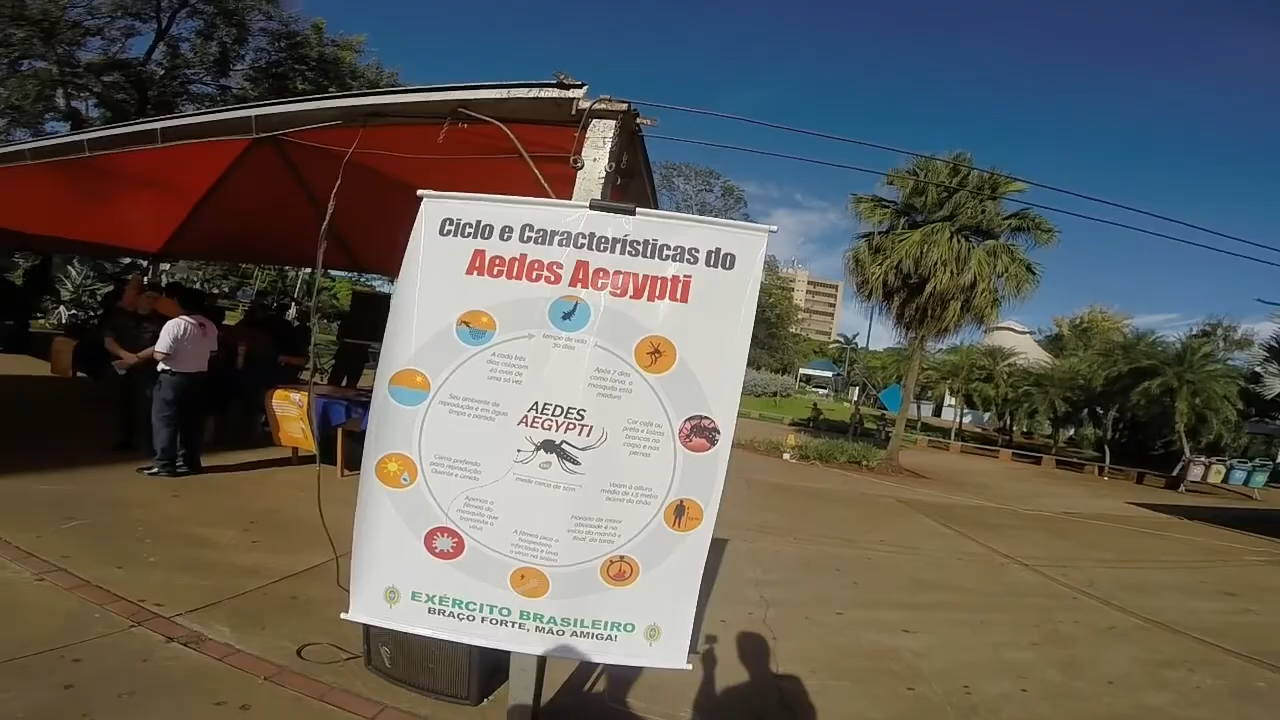 Ciclo e Características do
Aedes Aegypti
tempo de vida
30 dias
Após 7 dias
como larva, o
mosquito está
maduro
Cor café ou
preta e listras
brancas no
corpo e nas
pernas
Voam à altura
média de 1,5 metro
acima do chão
Horário de maior
atividade é no
início da manhã e
final da tarde
A fêmea pica o
hospedeiro
infectado e leva
o vírus na saliva
Apenas a
fêmea do
mosquito que
transmite o
vírus
Clima preferido
para reprodução
Quente e úmido
Seu ambiente de
reprodução é em água
limpa e parada
A cada três
dias colocam
40 ovos de
uma só vez
AEDES
AEGYPTI
mede cerca de 1cm
EXÉRCITO BRASILEIRO
BRAÇO FORTE, MÃO AMIGA!